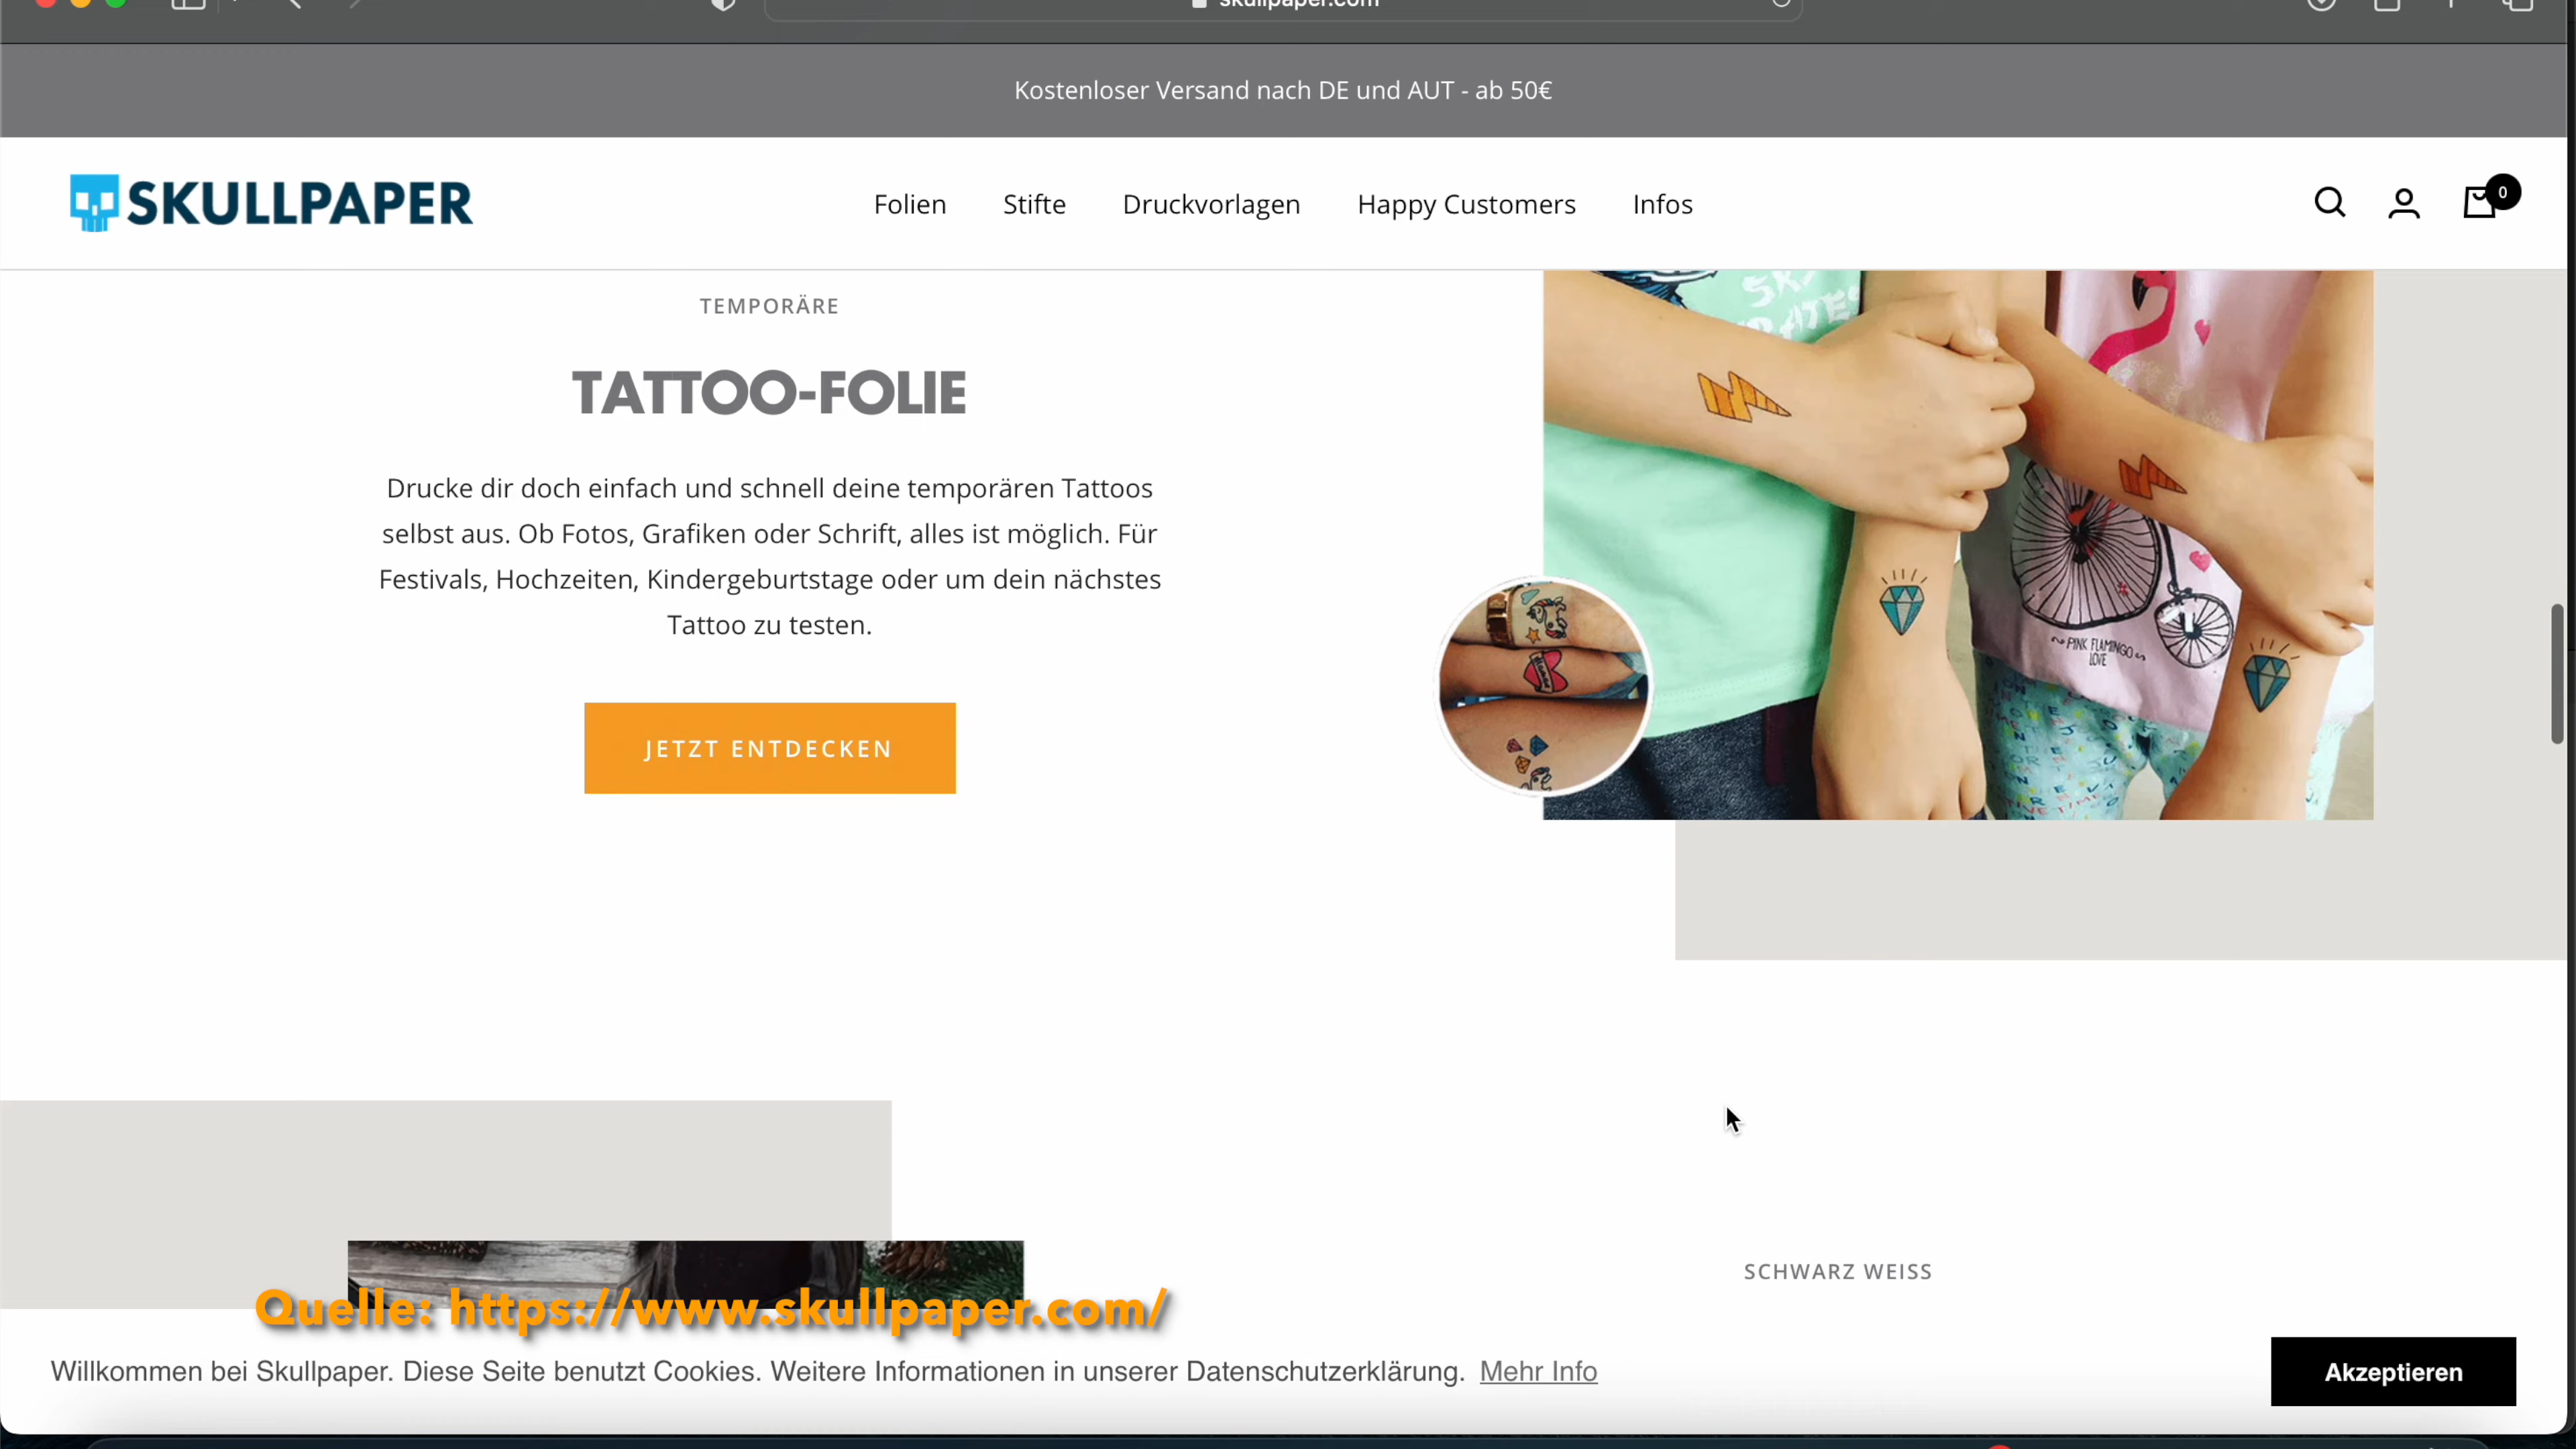 skullpaper.com
Kostenloser Versand nach DE und AUT - ab 50€
SKULLPAPER
Folien
Stifte
Druckvorlagen
Happy Customers
Infos
0
TEMPORÄRE
TATTOO-FOLIE
Drucke dir doch einfach und schnell deine temporären Tattoos
selbst aus. Ob Fotos, Grafiken oder Schrift, alles ist möglich. Für
Festivals, Hochzeiten, Kindergeburtstage oder um dein nächstes
Tattoo zu testen.
JETZT ENTDECKEN
PINK FLAMINGO
LOVE
SCHWARZ WEISS
Quelle: https://www.skullpaper.com/
Willkommen bei Skullpaper. Diese Seite benutzt Cookies. Weitere Informationen in unserer Datenschutzerklärung. Mehr Info
Akzeptieren